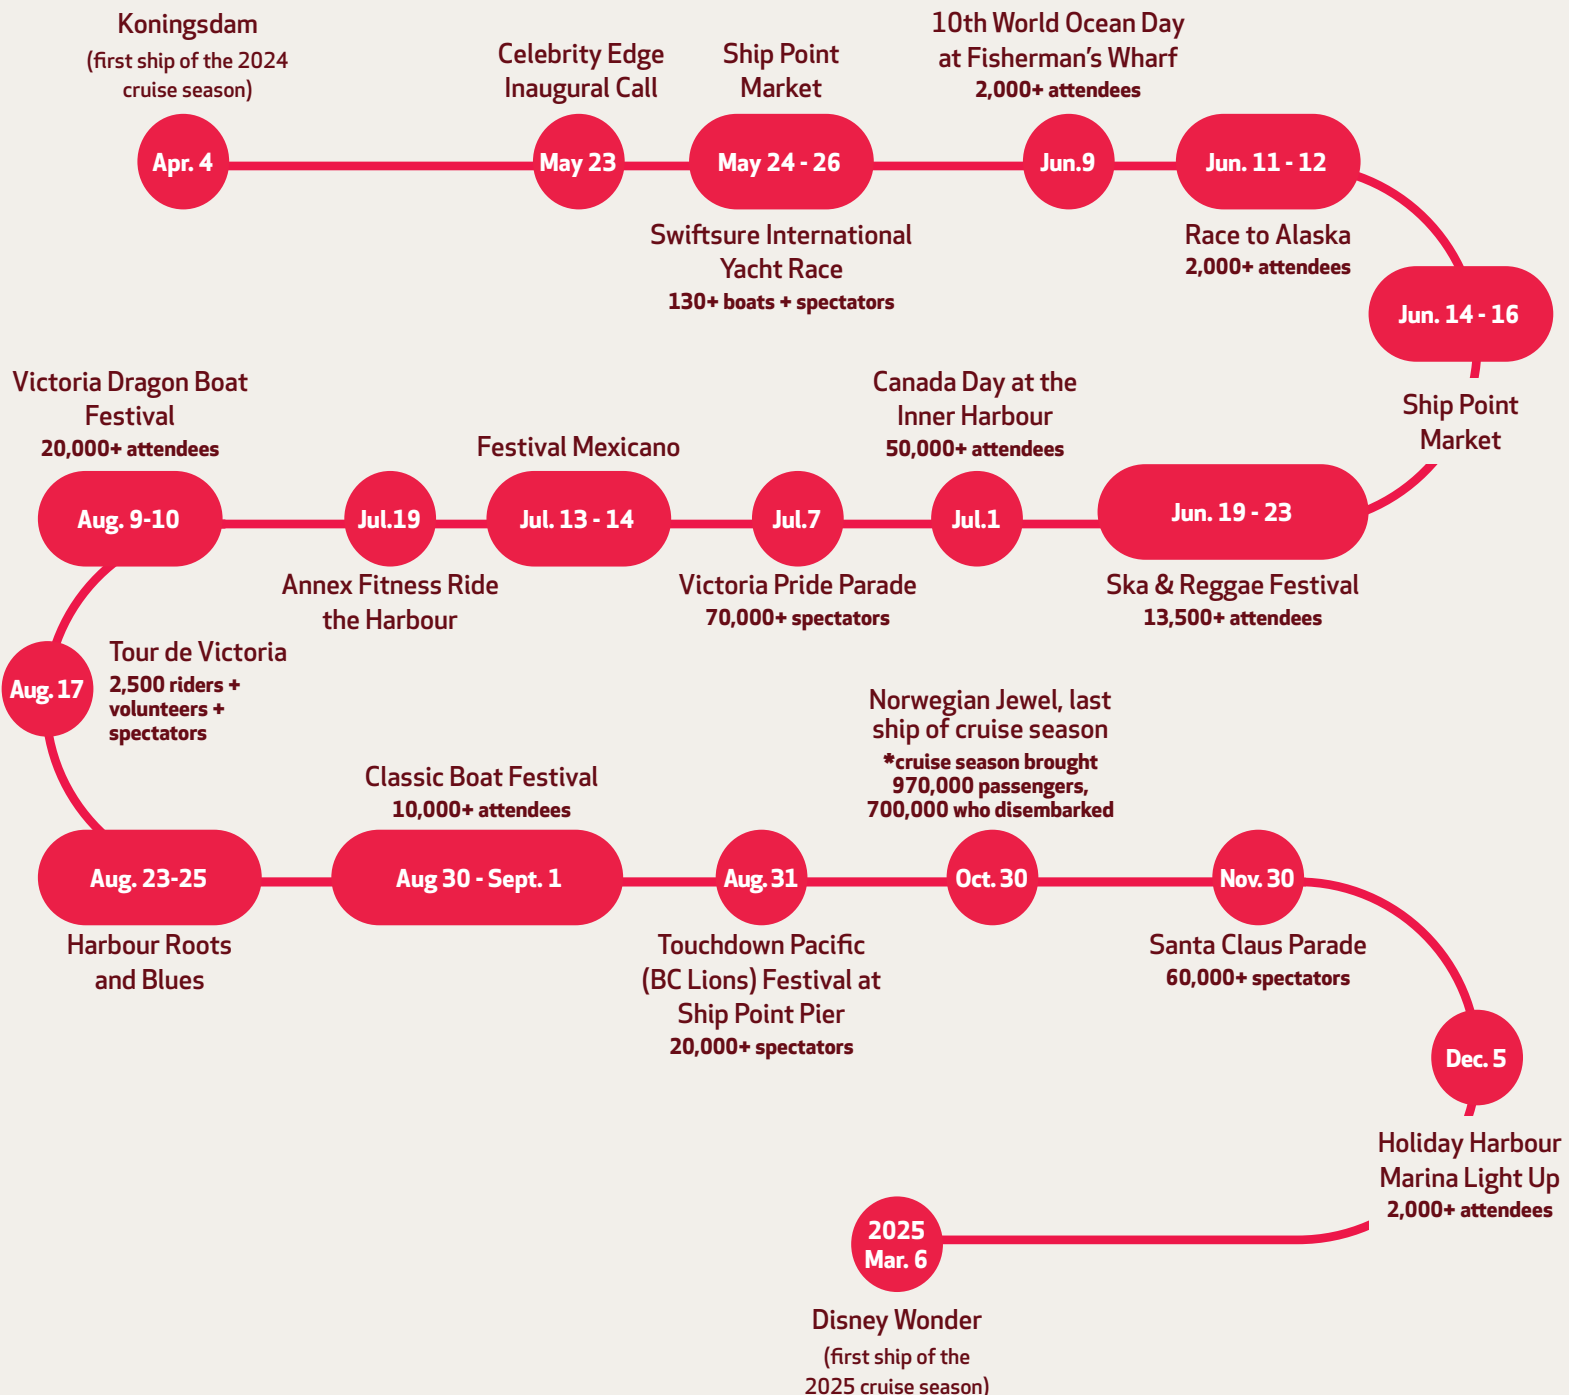 Koningsdam
(first ship of the 2024
cruise season)
Apr. 4
Celebrity Edge
Inaugural Call
May 23
Ship Point
Market
May 24 - 26
Swiftsure International
Yacht Race
130+ boats + spectators
10th World Ocean Day
at Fisherman’s Wharf
2,000+ attendees
Jun.9
Jun. 11 - 12
Race to Alaska
2,000+ attendees
Jun. 14 - 16
Ship Point
Market
Jun. 19 - 23
Ska & Reggae Festival
13,500+ attendees
Canada Day at the
Inner Harbour
50,000+ attendees
Jul.1
Jul.7
Victoria Pride Parade
70,000+ spectators
Festival Mexicano
Jul. 13 - 14
Jul.19
Annex Fitness Ride
the Harbour
Victoria Dragon Boat
Festival
20,000+ attendees
Aug. 9-10
Aug. 17
Tour de Victoria
2,500 riders +
volunteers +
spectators
Aug. 23-25
Harbour Roots
and Blues
Classic Boat Festival
10,000+ attendees
Aug 30 - Sept. 1
Aug. 31
Touchdown Pacific
(BC Lions) Festival at
Ship Point Pier
20,000+ spectators
Norwegian Jewel, last
ship of cruise season
*cruise season brought
970,000 passengers,
700,000 who disembarked
Oct. 30
Nov. 30
Santa Claus Parade
60,000+ spectators
Dec. 5
Holiday Harbour
Marina Light Up
2,000+ attendees
2025
Mar. 6
Disney Wonder
(first ship of the
2025 cruise season)